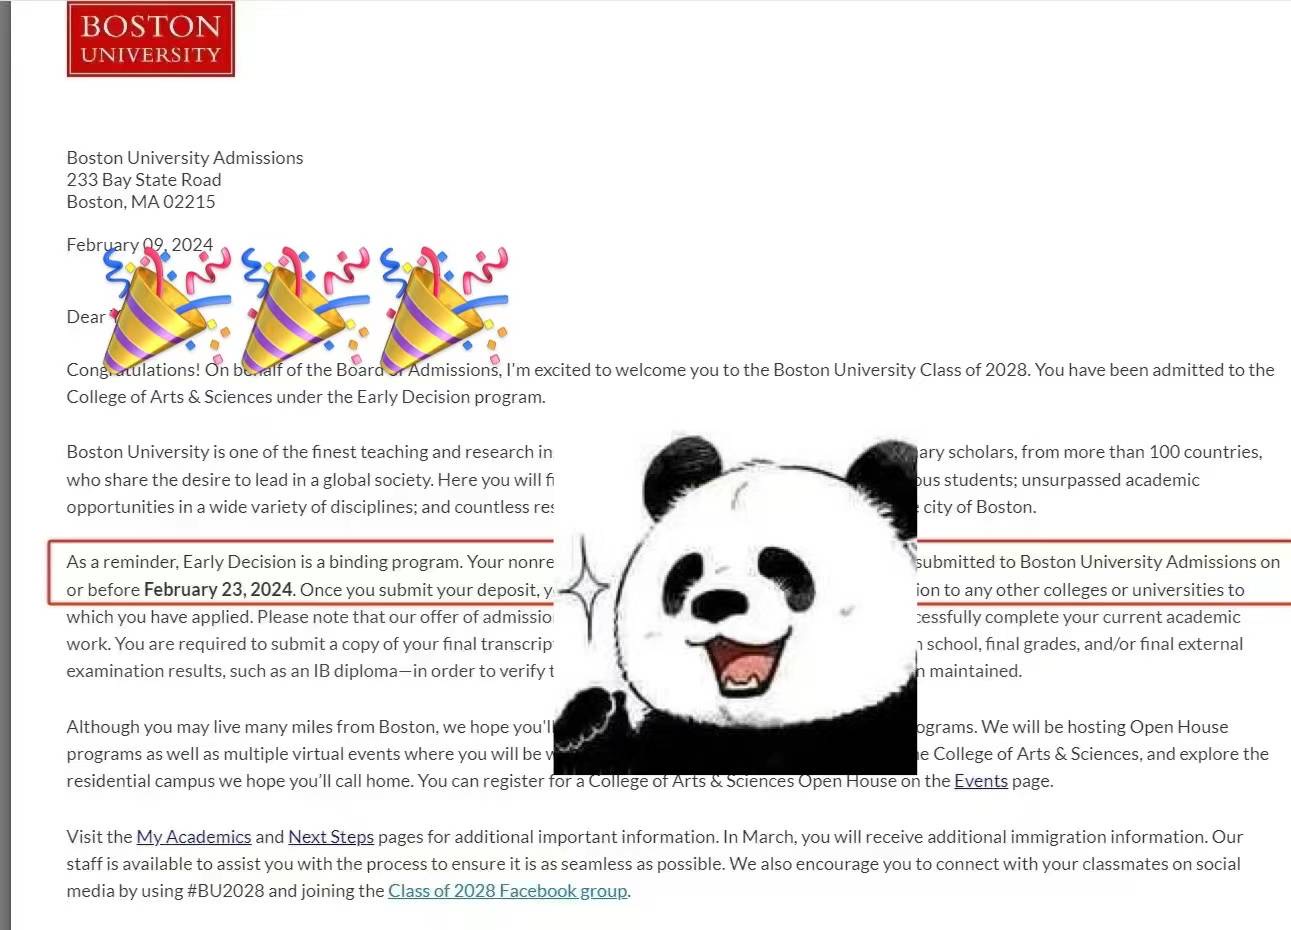 BOSTON
UNIVERSITY
Boston University Admissions
233 Bay State Road
Boston, MA 02215
February 09, 2024
Dear
Congratulations! On behalf of the Board of Admissions, I'm excited to welcome you to the Boston University Class of 2028. You have been admitted to the
College of Arts & Sciences under the Early Decision program.
Boston University is one of the finest teaching and research in ary scholars, from more than 100 countries,
who share the desire to lead in a global society. Here you will fi ous students; unsurpassed academic
opportunities in a wide variety of disciplines; and countless res city of Boston.
As a reminder, Early Decision is a binding program. Your nonre submitted to Boston University Admissions on
or before February 23, 2024. Once you submit your deposit, y ion to any other colleges or universities to
which you have applied. Please note that our offer of admissio cessfully complete your current academic
work. You are required to submit a copy of your final transcrip school, final grades, and/or final external
examination results, such as an IB diploma—in order to verify t n maintained.
Although you may live many miles from Boston, we hope you'll ograms. We will be hosting Open House
programs as well as multiple virtual events where you will be w e College of Arts & Sciences, and explore the
residential campus we hope you'll call home. You can register for a College of Arts & Sciences Open House on the Events page.
Visit the My Academics and Next Steps pages for additional important information. In March, you will receive additional immigration information. Our
staff is available to assist you with the process to ensure it is as seamless as possible. We also encourage you to connect with your classmates on social
media by using #BU2028 and joining the Class of 2028 Facebook group.